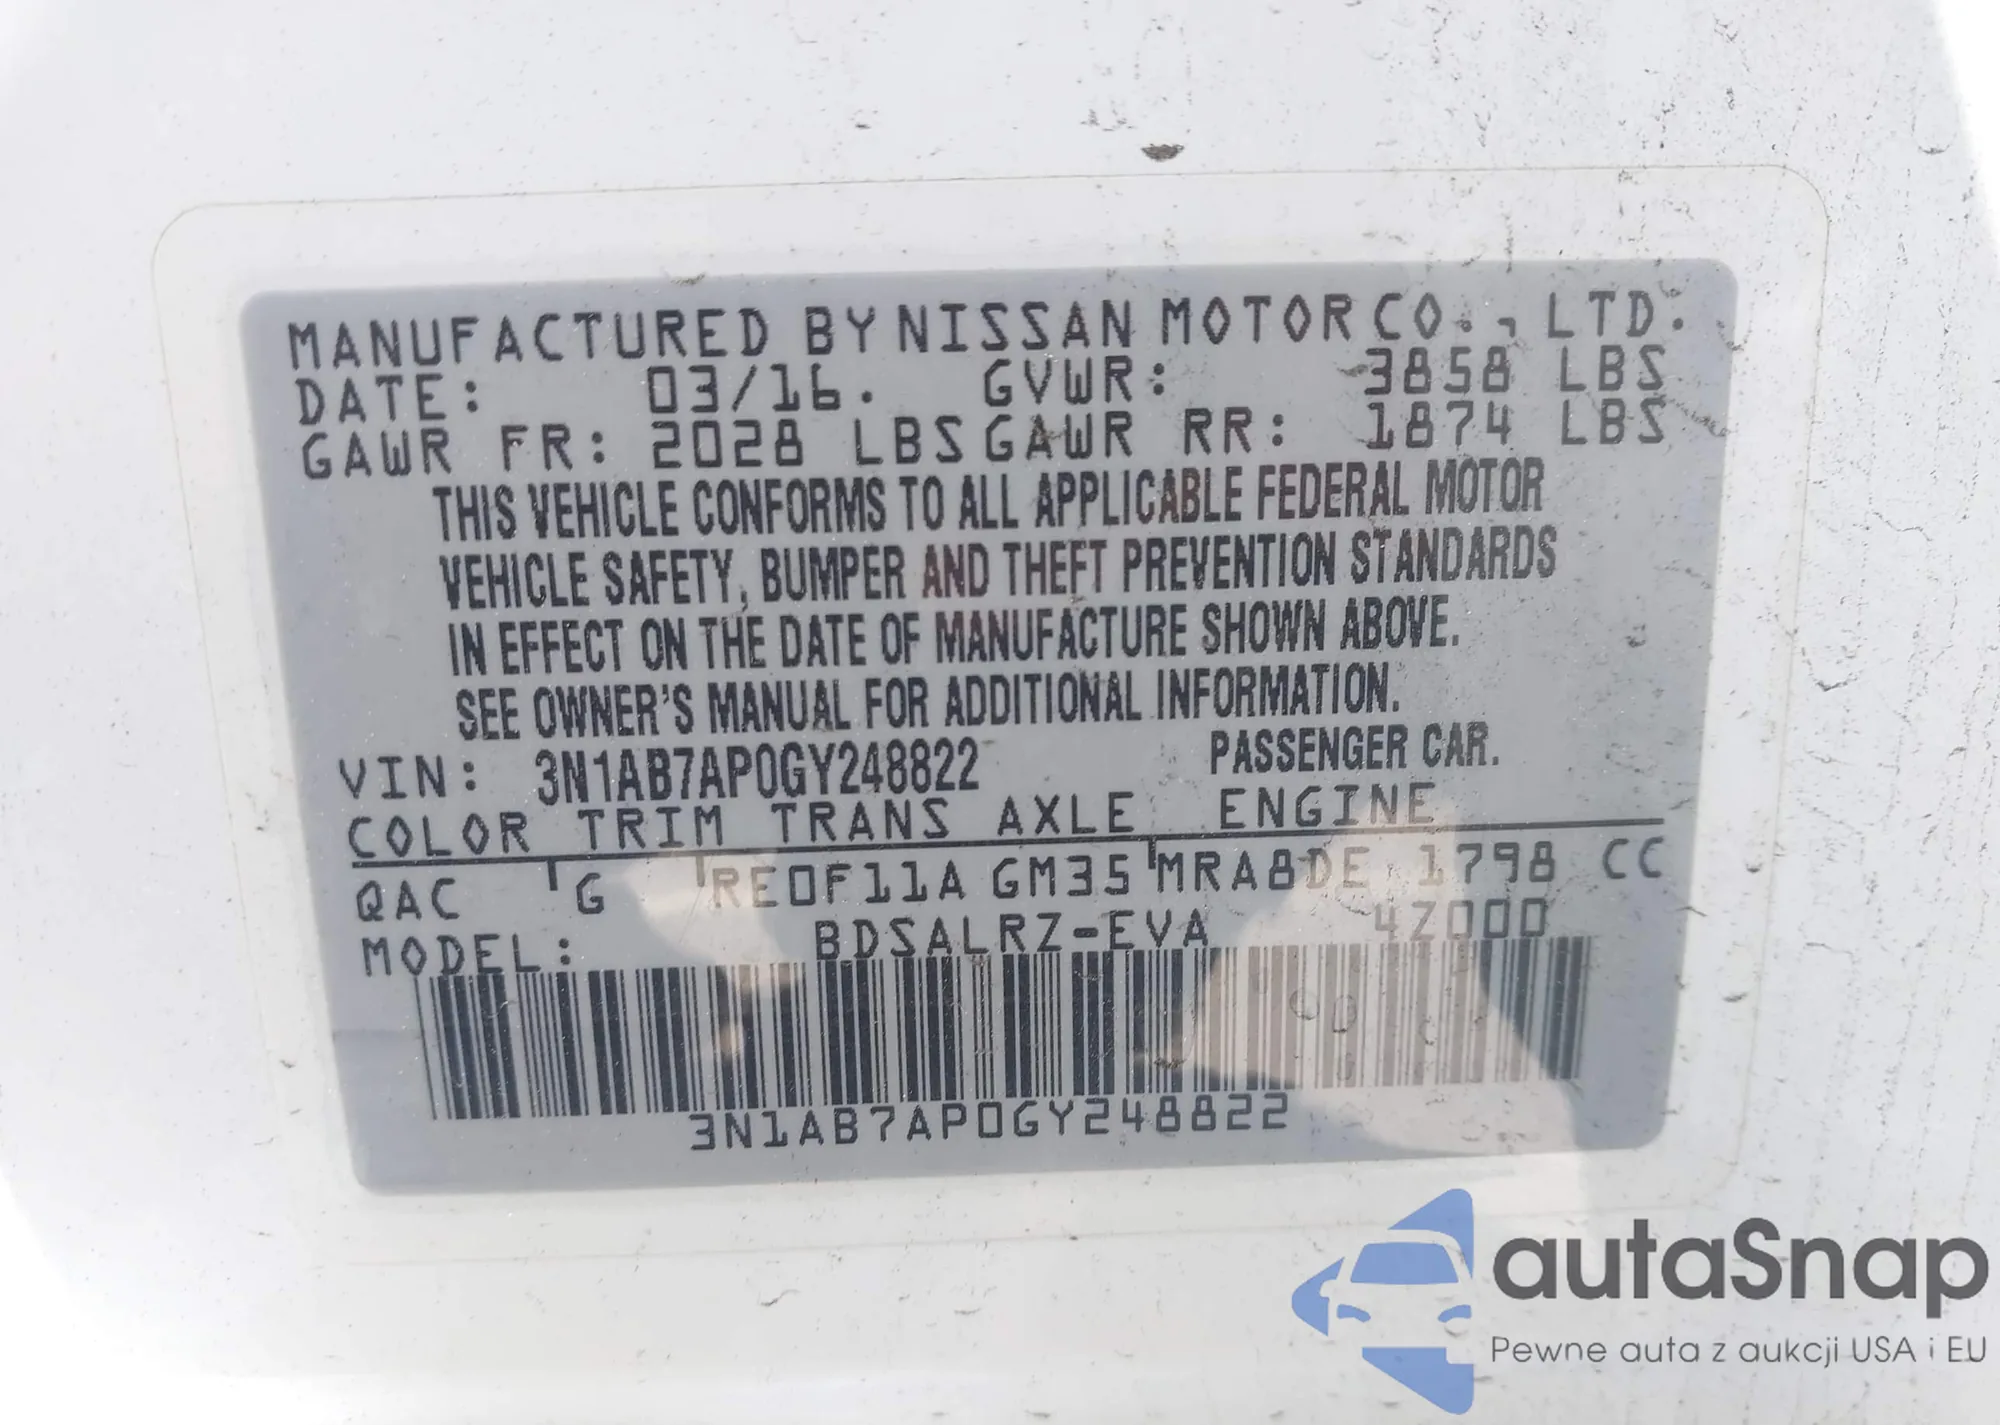 MANUFACTURED BY NISSAN MOTOR CO., LTD.
DATE: 03/16. GVWR: 3858 LBS
GAWR FR: 2028 LBS GAWR RR: 1874 LBS
THIS VEHICLE CONFORMS TO ALL APPLICABLE FEDERAL MOTOR
VEHICLE SAFETY, BUMPER AND THEFT PREVENTION STANDARDS
IN EFFECT ON THE DATE OF MANUFACTURE SHOWN ABOVE.
SEE OWNER'S MANUAL FOR ADDITIONAL INFORMATION.
VIN: 3N1AB7AP0GY248822 PASSENGER CAR.
COLOR TRIM TRANS AXLE ENGINE
QAC G RE0F11A GM35 MRA8DE 1798 CC
MODEL: BDSALRZ-EVA 4Z000
3N1AB7AP0GY248822
autaSnap
Pewne auta z aukcji USA i EU